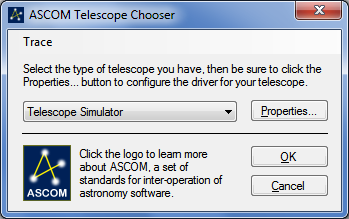 ASCOM Telescope Chooser
Trace
Select the type of telescope you have, then be sure to click the
Properties... button to configure the driver for your telescope.
Telescope Simulator
Properties...
Click the logo to learn more
about ASCOM, a set of
standards for inter-operation of
astronomy software.
ASCOM
OK
Cancel